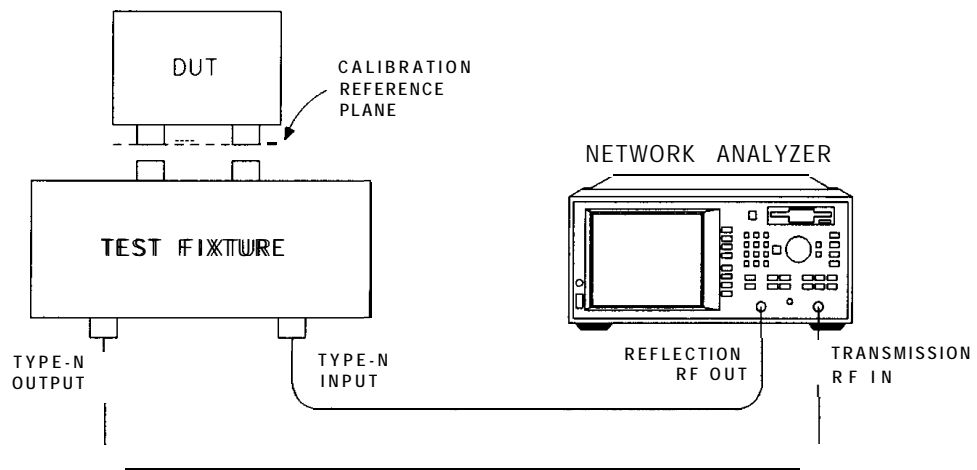 DUT
CALIBRATION
REFERENCE
PLANE
NETWORK ANALYZER
TEST FIXTURE
TYPE-N
OUTPUT
TYPE-N
INPUT
REFLECTION
RF OUT
TRANSMISSION
RF IN